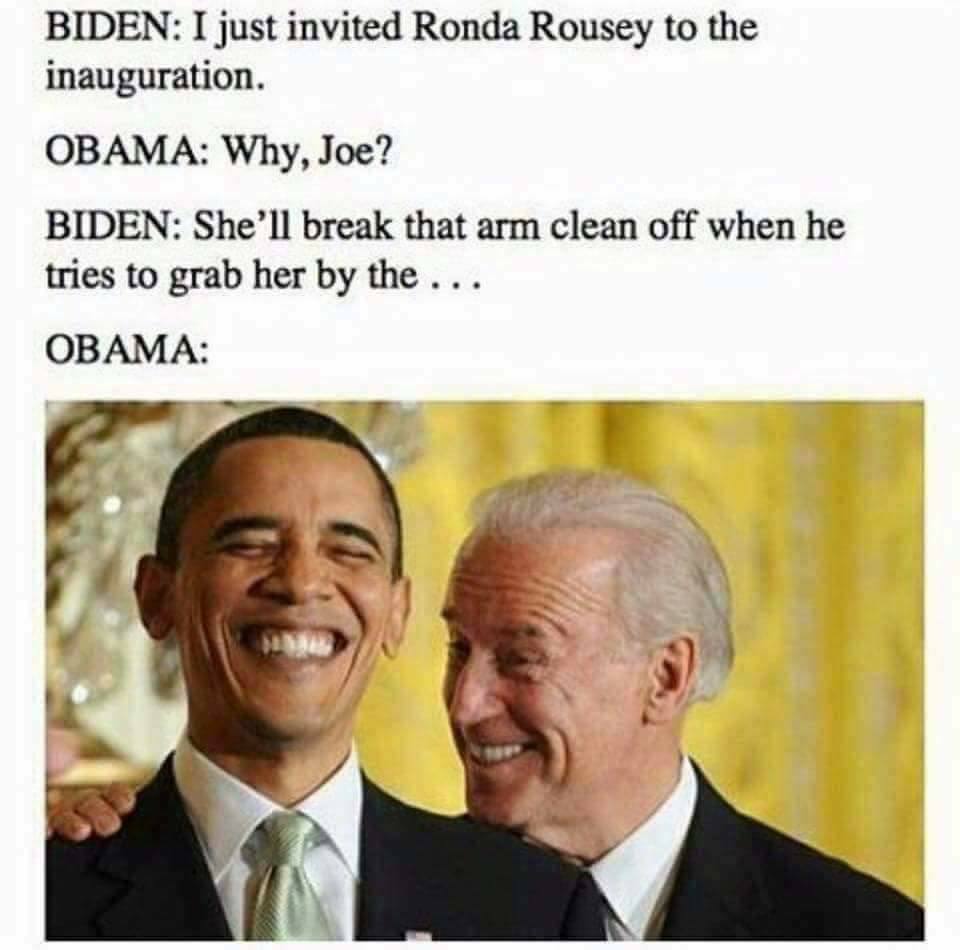 BIDEN: I just invited Ronda Rousey to the
inauguration.
OBAMA: Why, Joe?
BIDEN: She’ll break that arm clean off when he
tries to grab her by the . . .
OBAMA: